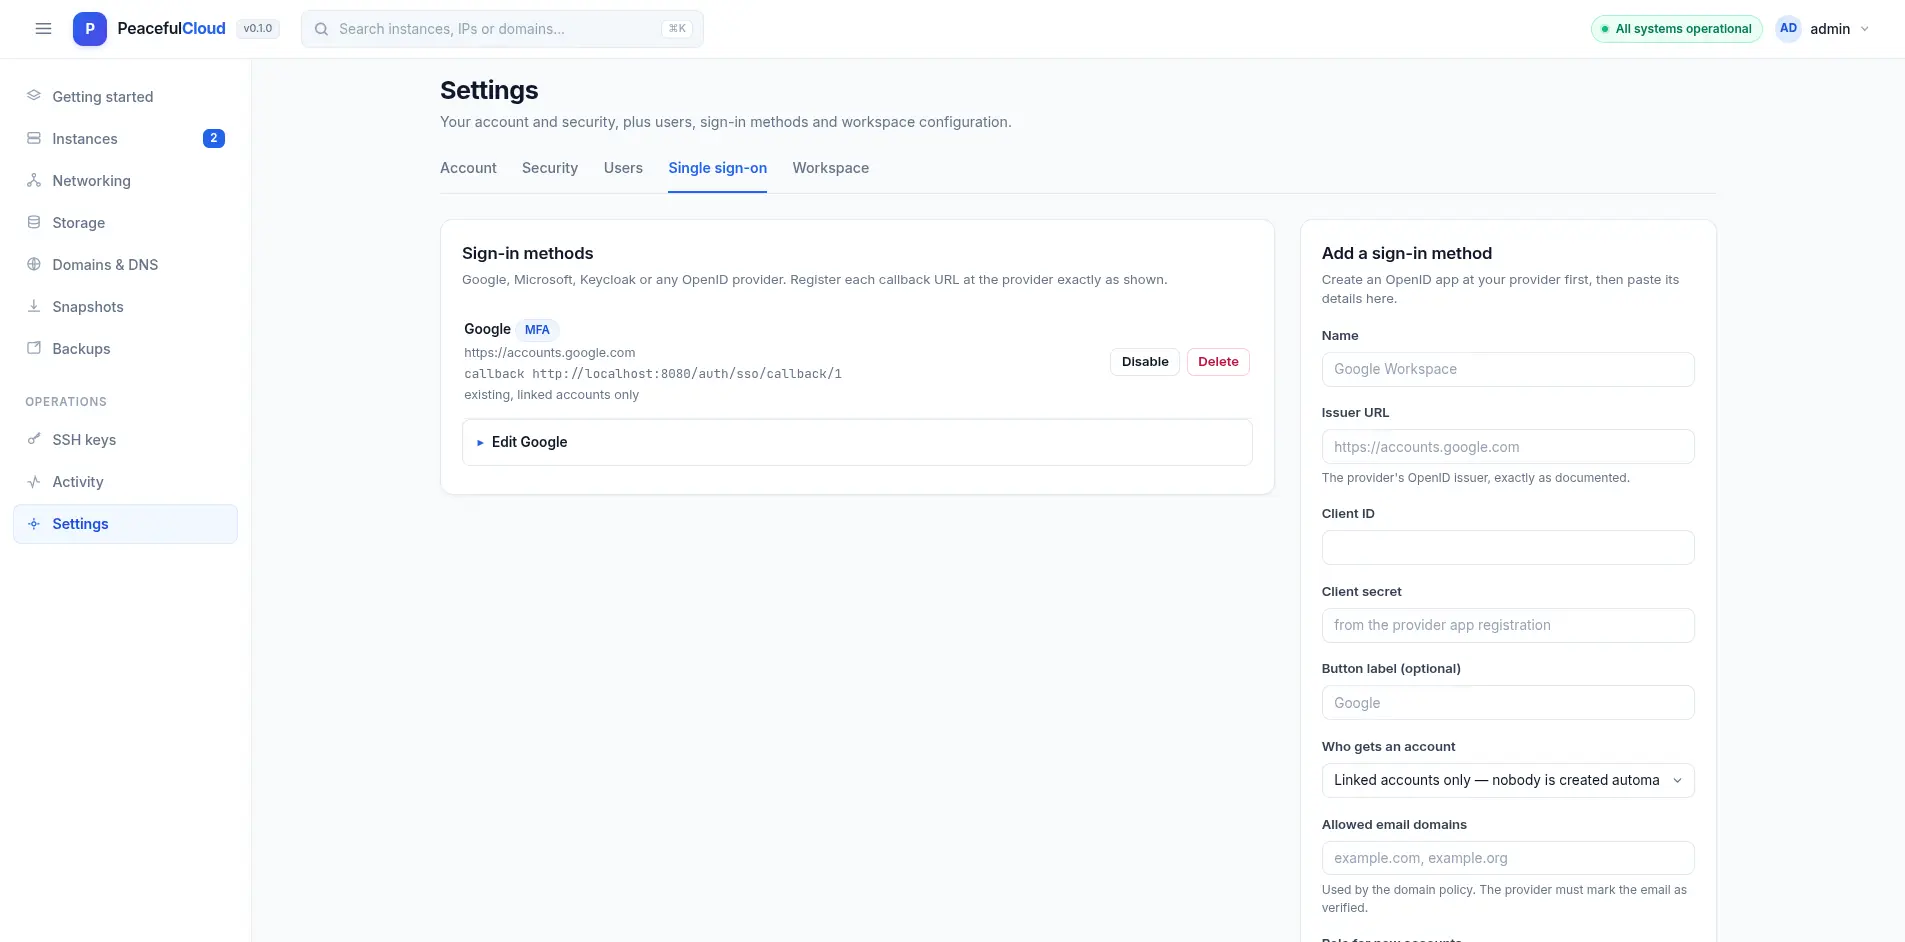 P PeacefulCloud v0.1.0 Search instances, IPs or domains... ⌘K All systems operational AD admin
Getting started
Instances 2
Networking
Storage
Domains & DNS
Snapshots
Backups
OPERATIONS
SSH keys
Activity
Settings
Settings
Your account and security, plus users, sign-in methods and workspace configuration.
Account Security Users Single sign-on Workspace
Sign-in methods
Google, Microsoft, Keycloak or any OpenID provider. Register each callback URL at the provider exactly as shown.
Google MFA
https://accounts.google.com
callback http://localhost:8080/auth/sso/callback/1
existing, linked accounts only
Disable Delete
Edit Google
Add a sign-in method
Create an OpenID app at your provider first, then paste its
details here.
Name
Google Workspace
Issuer URL
https://accounts.google.com
The provider's OpenID issuer, exactly as documented.
Client ID
Client secret
from the provider app registration
Button label (optional)
Google
Who gets an account
Linked accounts only — nobody is created automa
Allowed email domains
example.com, example.org
Used by the domain policy. The provider must mark the email as
verified.